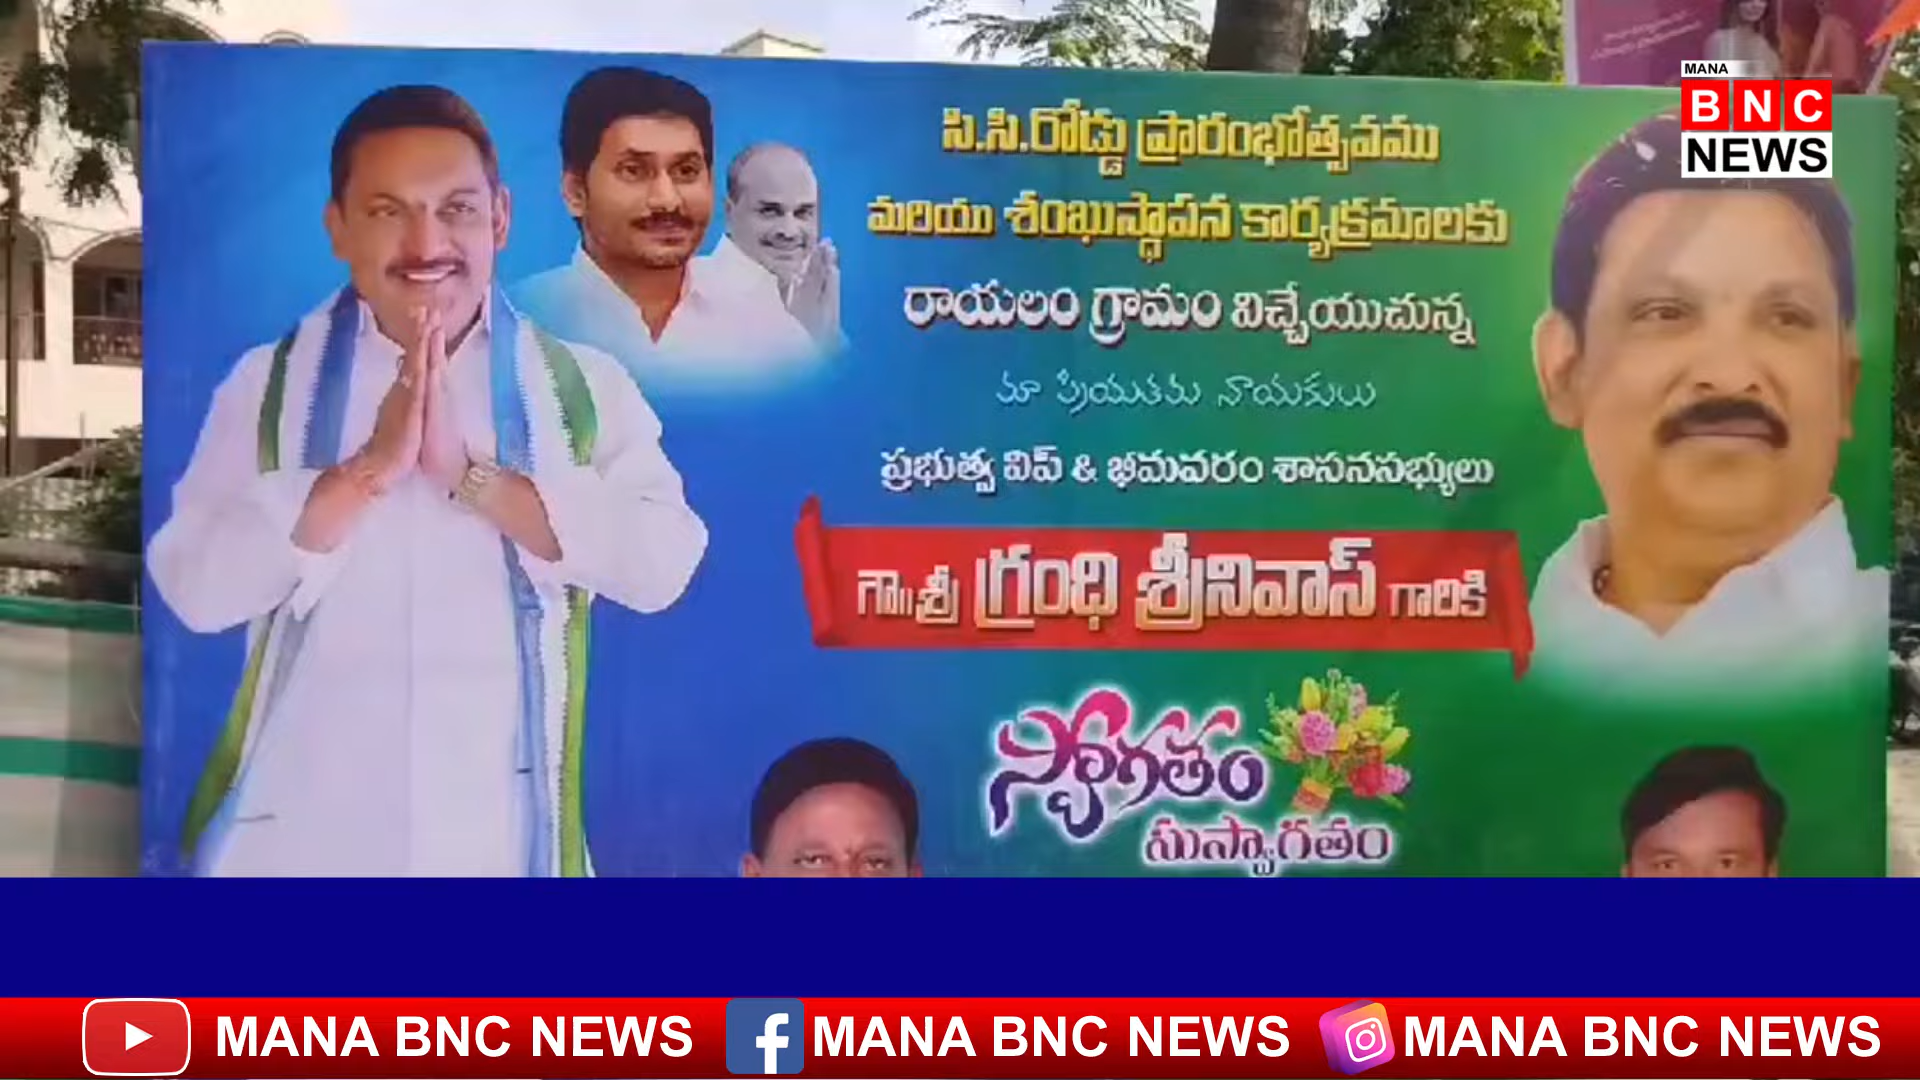 MANA
BNC
NEWS
సి.సి.రోడ్డు ప్రారంభోత్సవము
మరియు శంఖుస్థాపన కార్యక్రమాలకు
రాయలం గ్రామం విచ్చేయుచున్న
మా ప్రియతమ నాయకులు
ప్రభుత్వ విప్ & భీమవరం శాసనసభ్యులు
గౌ॥శ్రీ గ్రంధి శ్రీనివాస్ గారికి
స్వాగతం
సుస్వాగతం
MANA BNC NEWS MANA BNC NEWS MANA BNC NEWS